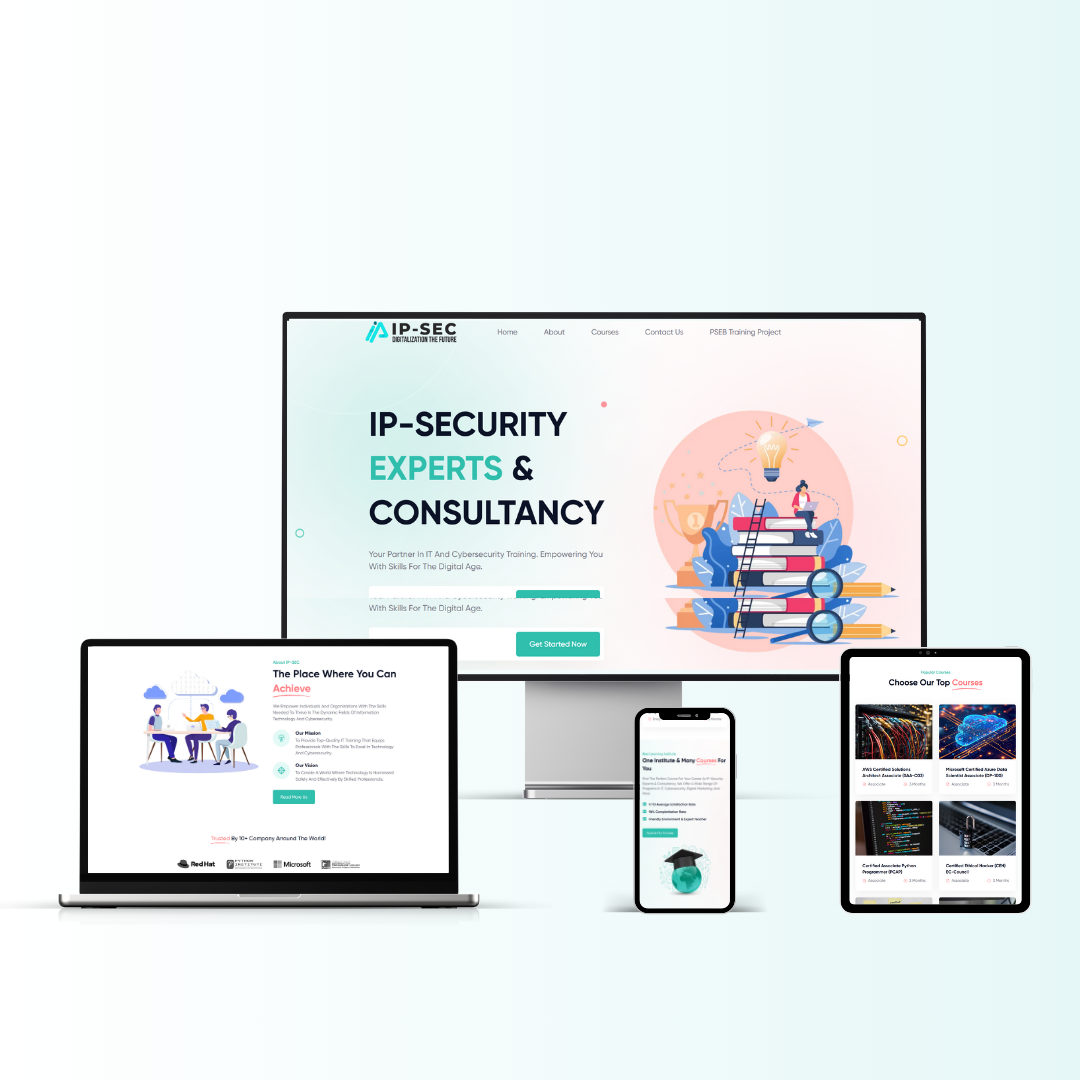 IP-SEC
DIGITALIZATION THE FUTURE
Home About Courses Contact Us PSEB Training Project
IP-SECURITY
EXPERTS &
CONSULTANCY
Your Partner In IT And Cybersecurity Training. Empowering You
With Skills For The Digital Age.
With Skills For The Digital Age.
Get Started Now
1
About IP-SEC
The Place Where You Can
Achieve
We Empower Individuals And Organizations With The Skills
Needed To Thrive In The Dynamic Fields Of Information
Technology And Cybersecurity.
Our Mission
To Provide Top-Quality IT Training That Equips
Professionals With The Skills To Excel In Technology
And Cybersecurity.
Our Vision
To Create A World Where Technology Is Harnessed
Safely And Effectively By Skilled Professionals.
Read More Us
Trusted By 10+ Company Around The World!
Red Hat
PYTHON
INSTITUTE
Microsoft
One Institute & Many Courses For
You
Popular Courses
Choose Our Top Courses
AWS Certified Solutions
Architect Associate (SAA-C03)
Associate 2 Months
Microsoft Certified Azure Data
Scientist Associate (DP-100)
Associate 3 Months
Certified Associate Python
Programmer (PCAP)
Associate 3 Months
Certified Ethical Hacker (CEH)
EC-Council
Associate 3 Months